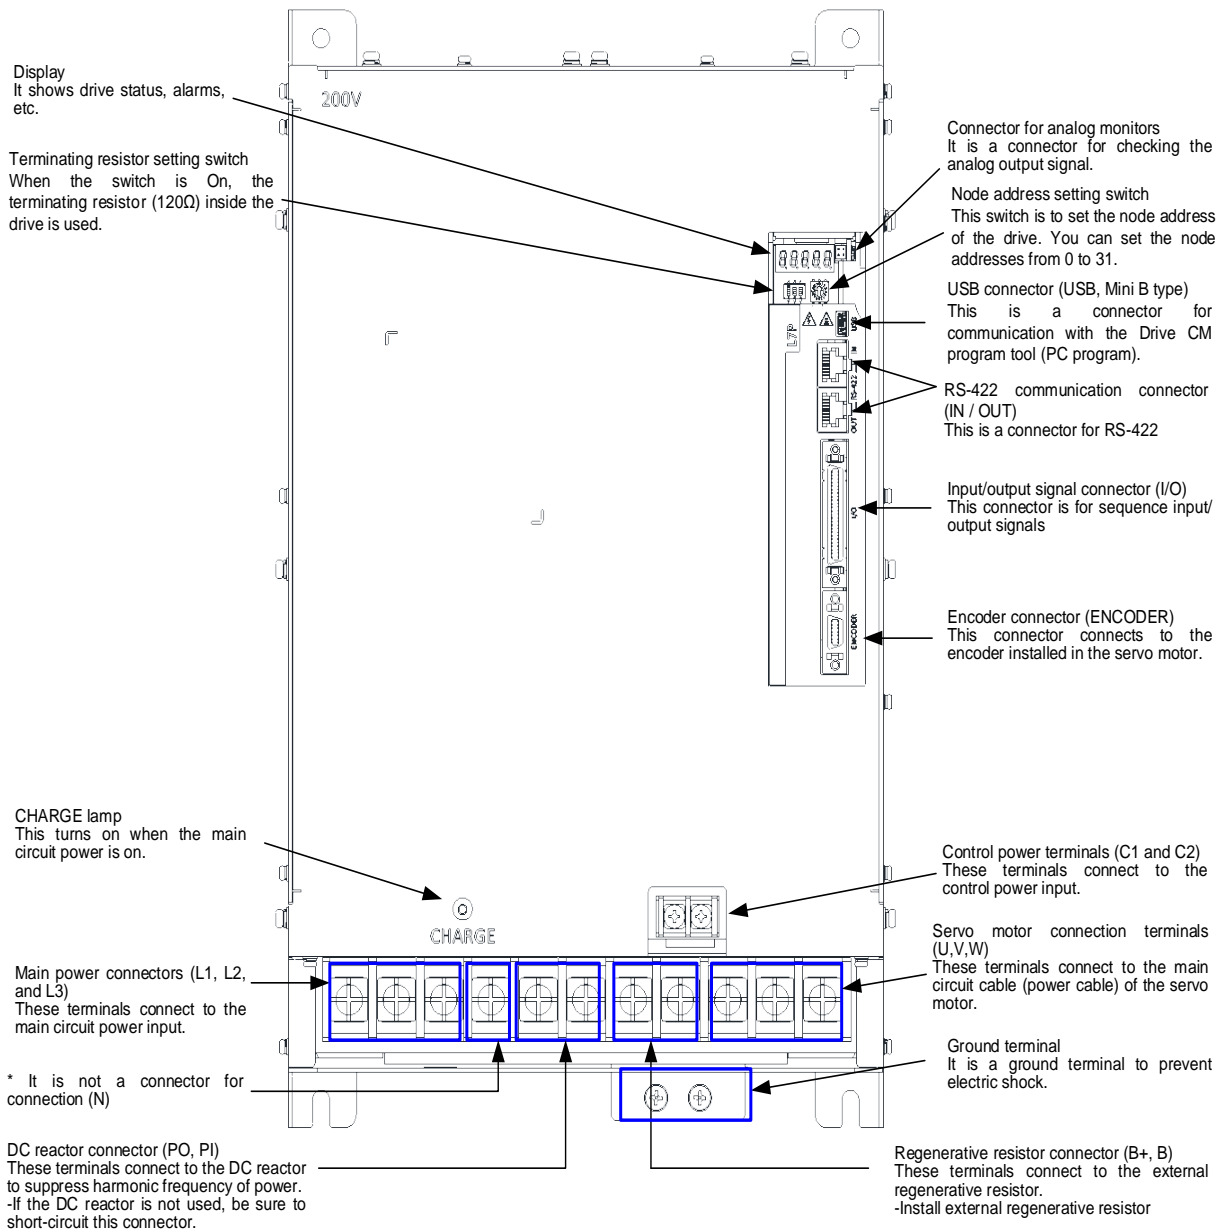 Display
It shows drive status, alarms,
etc.
Terminating resistor setting switch
When the switch is On, the
terminating resistor (120Ω) inside the
drive is used.
200V
Connector for analog monitors
It is a connector for checking the
analog output signal.
Node address setting switch
This switch is to set the node address
of the drive. You can set the node
addresses from 0 to 31.
USB connector (USB, Mini B type)
This is a connector for
communication with the Drive CM
program tool (PC program).
RS-422 communication connector
(IN / OUT)
This is a connector for RS-422
Input/output signal connector (I/O)
This connector is for sequence input/
output signals
Encoder connector (ENCODER)
This connector connects to the
encoder installed in the servo motor.
L7P
USB
IN
RS-422
OUT
I/O
ENCODER
CHARGE lamp
This turns on when the main
circuit power is on.
CHARGE
Control power terminals (C1 and C2)
These terminals connect to the
control power input.
Servo motor connection terminals
(U,V,W)
These terminals connect to the main
circuit cable (power cable) of the servo
motor.
Main power connectors (L1, L2,
and L3)
These terminals connect to the
main circuit power input.
Ground terminal
It is a ground terminal to prevent
electric shock.
* It is not a connector for
connection (N)
DC reactor connector (PO, PI)
These terminals connect to the DC reactor
to suppress harmonic frequency of power.
-If the DC reactor is not used, be sure to
short-circuit this connector.
Regenerative resistor connector (B+, B)
These terminals connect to the external
regenerative resistor.
-Install external regenerative resistor